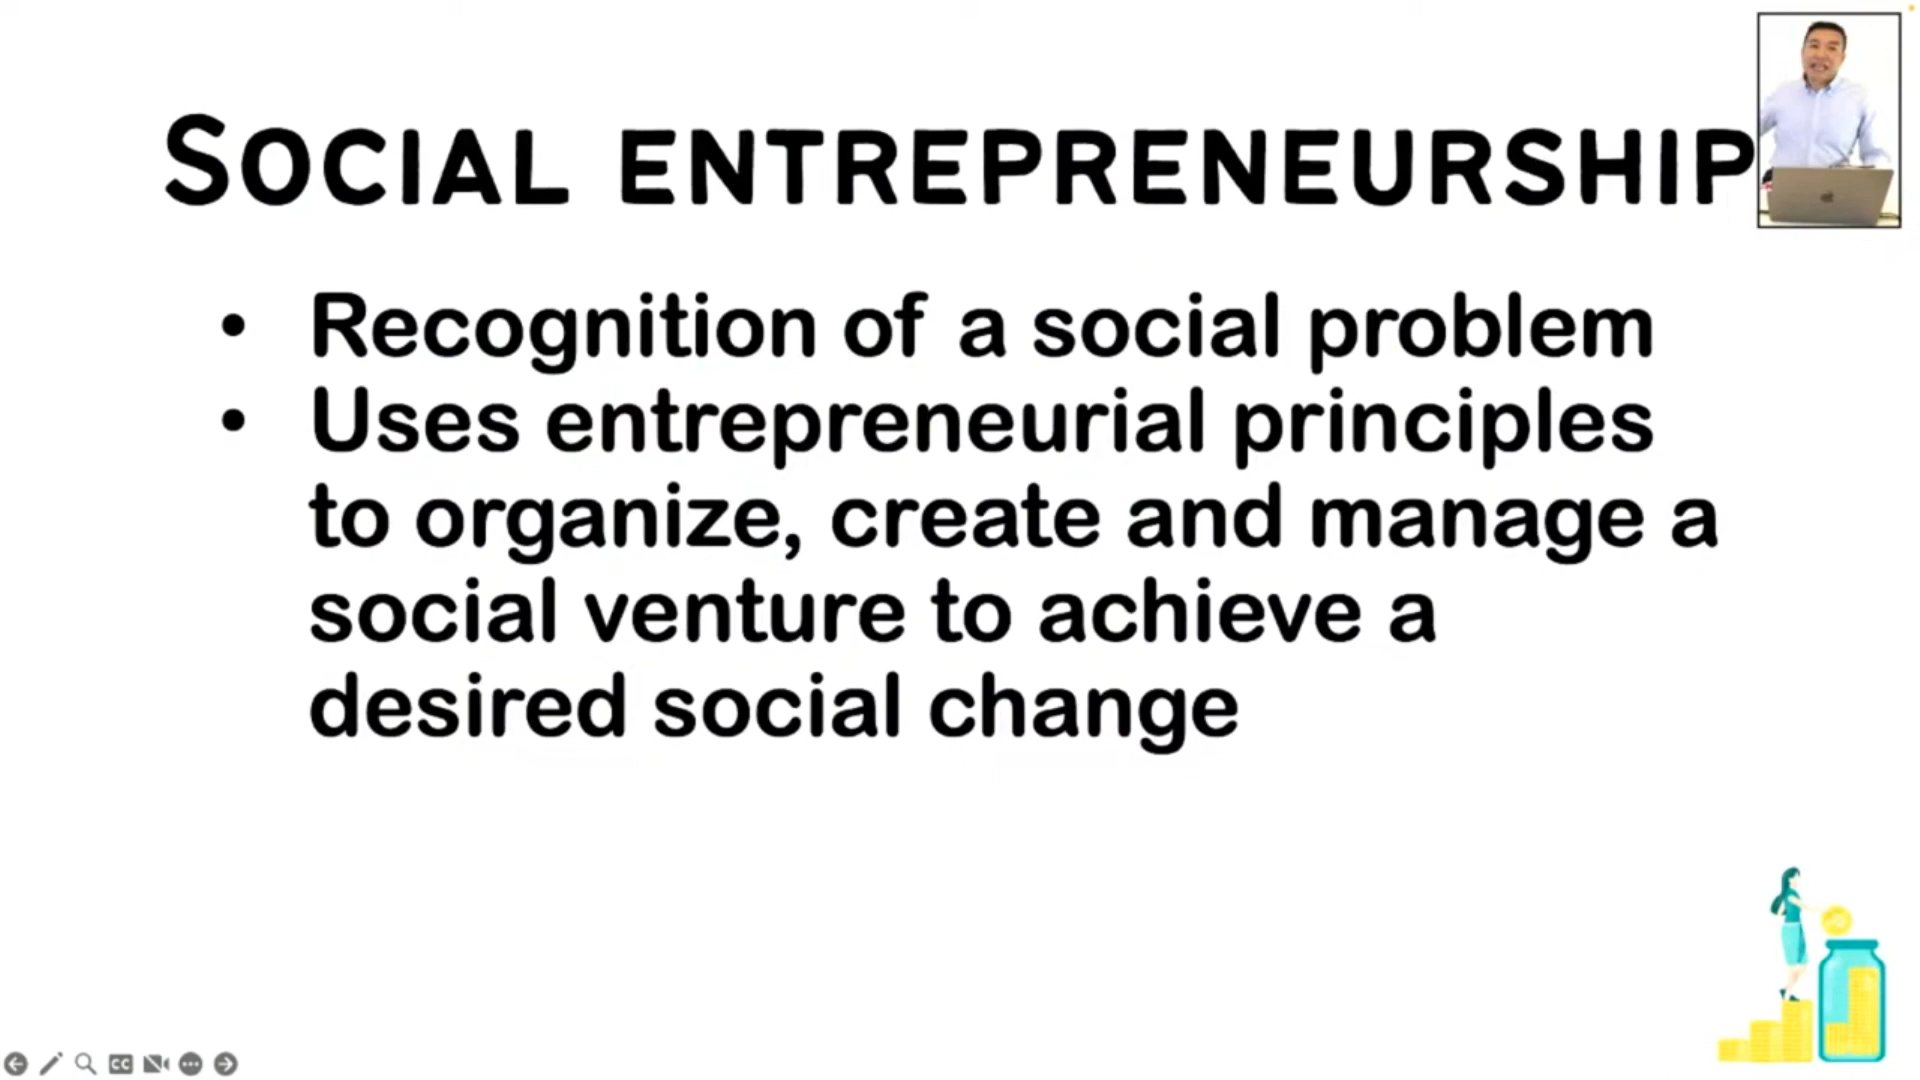 SOCIAL ENTREPRENEURSHIP
• Recognition of a social problem
• Uses entrepreneurial principles
to organize, create and manage a
social venture to achieve a
desired social change
CC